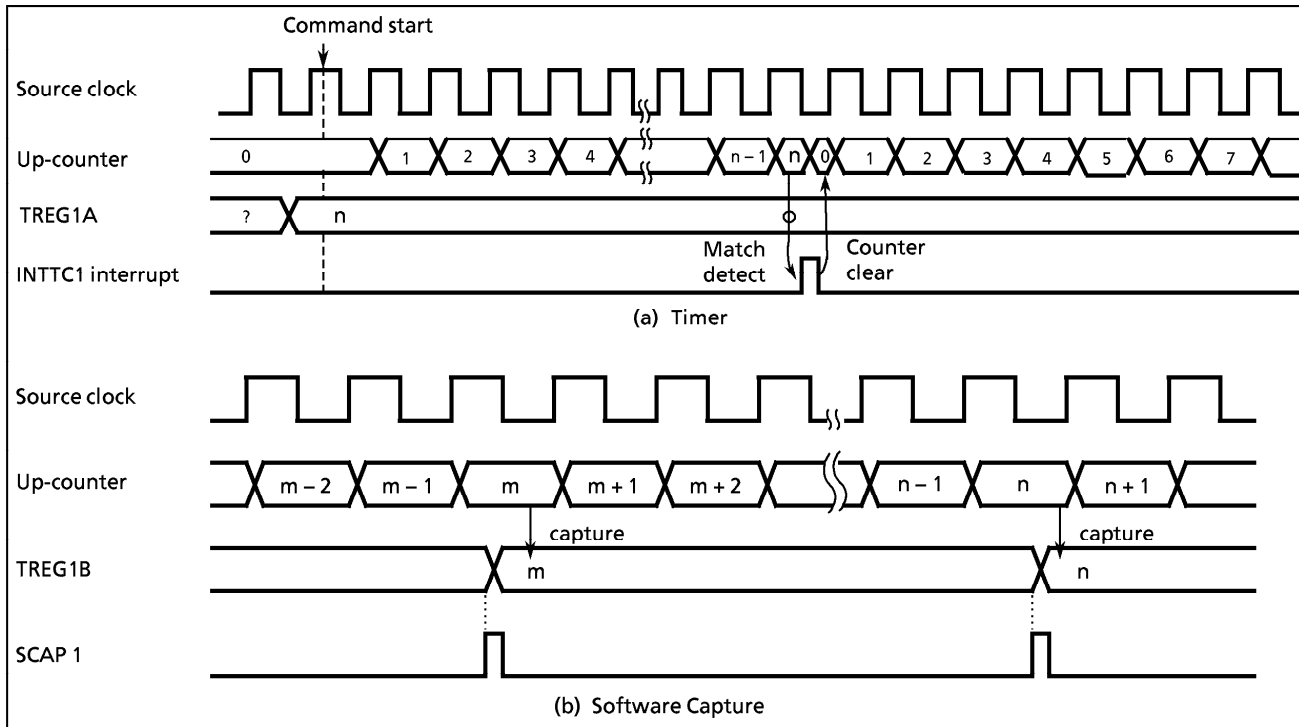 Command start
Source clock
Up-counter 0 1 2 3 4 n – 1 n 0 1 2 3 4 5 6 7
TREG1A ? n
Match detect
Counter clear
INTTC1 interrupt
(a) Timer
Source clock
Up-counter m – 2 m – 1 m m + 1 m + 2 n – 1 n n + 1
capture capture
TREG1B m n
SCAP 1
(b) Software Capture